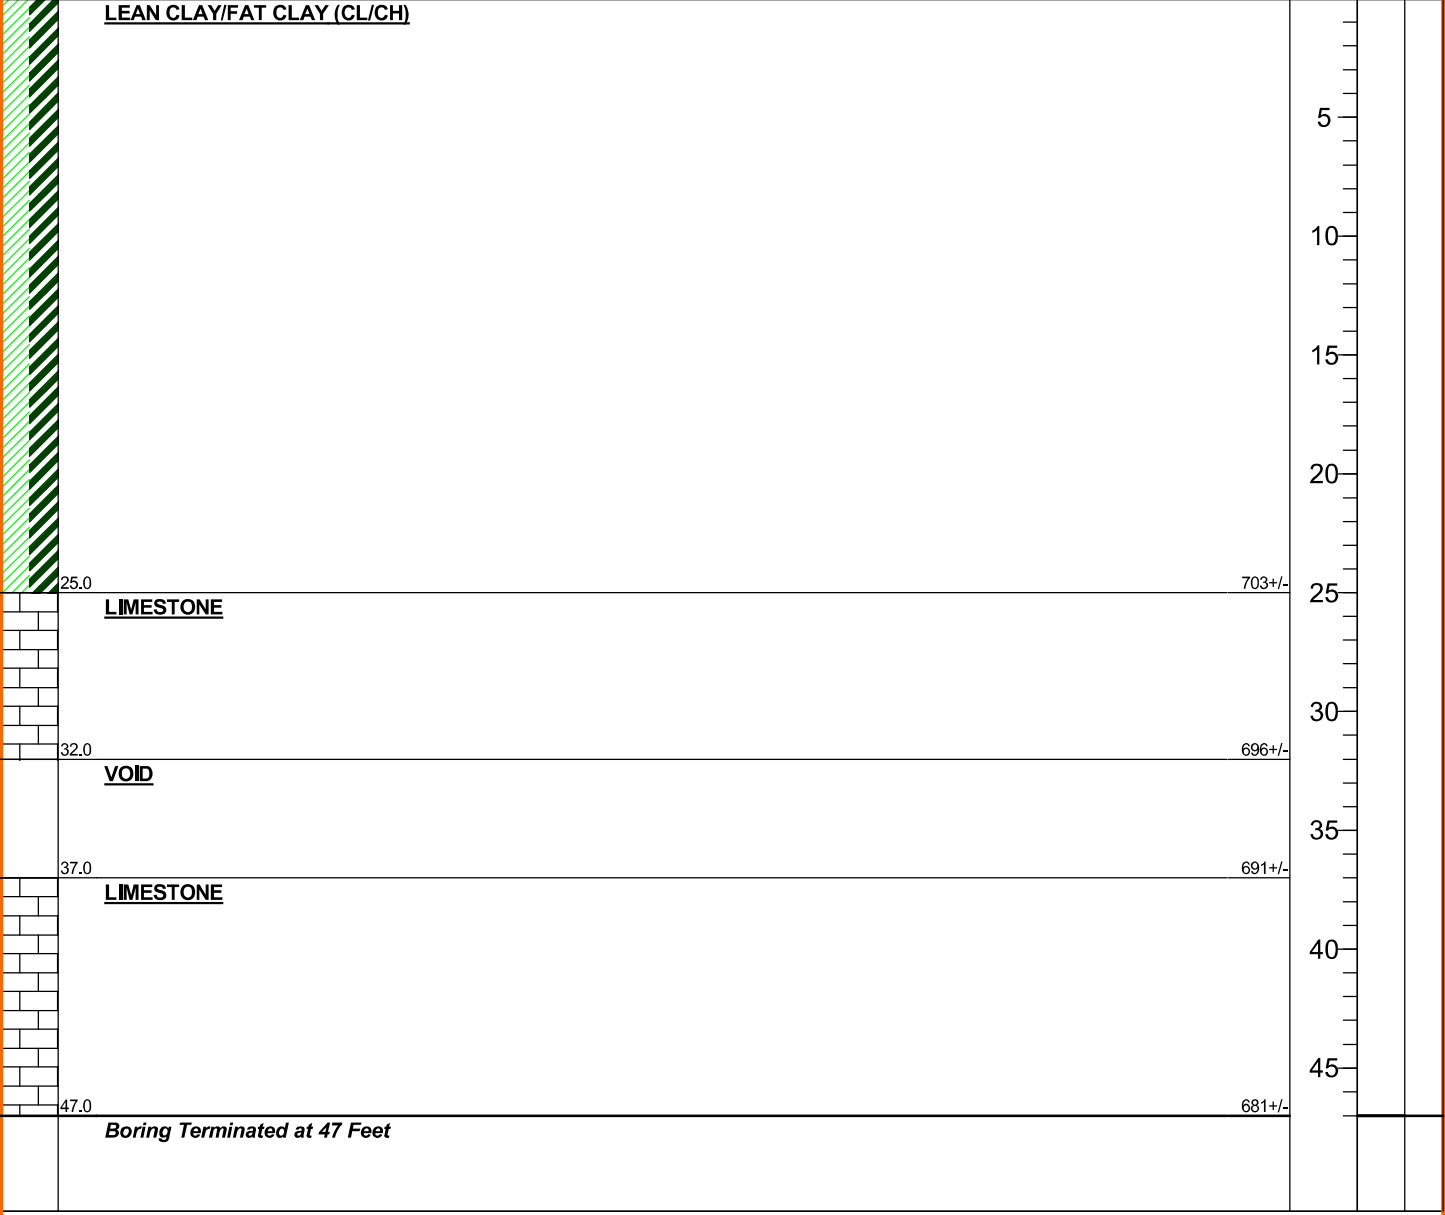 LEAN CLAY/FAT CLAY (CL/CH)
5
10
15
20
25.0 703+/- 25
LIMESTONE
30
32.0 696+/-
VOID
35
37.0 691+/-
LIMESTONE
40
45
47.0 681+/-
Boring Terminated at 47 Feet